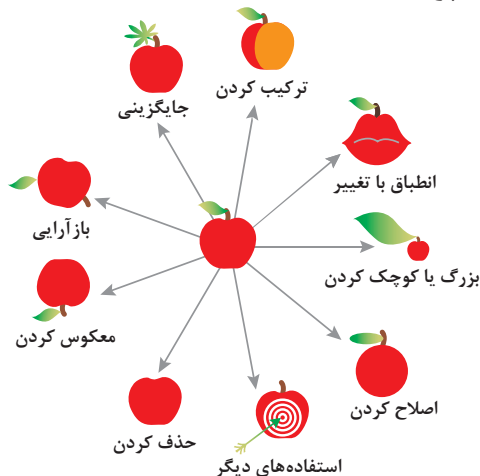 ترکیب کردن
جایگزینی
انطباق با تغییر
بازآرایی
بزرگ یا کوچک کردن
معکوس کردن
اصلاح کردن
حذف کردن
استفاده‌های دیگر